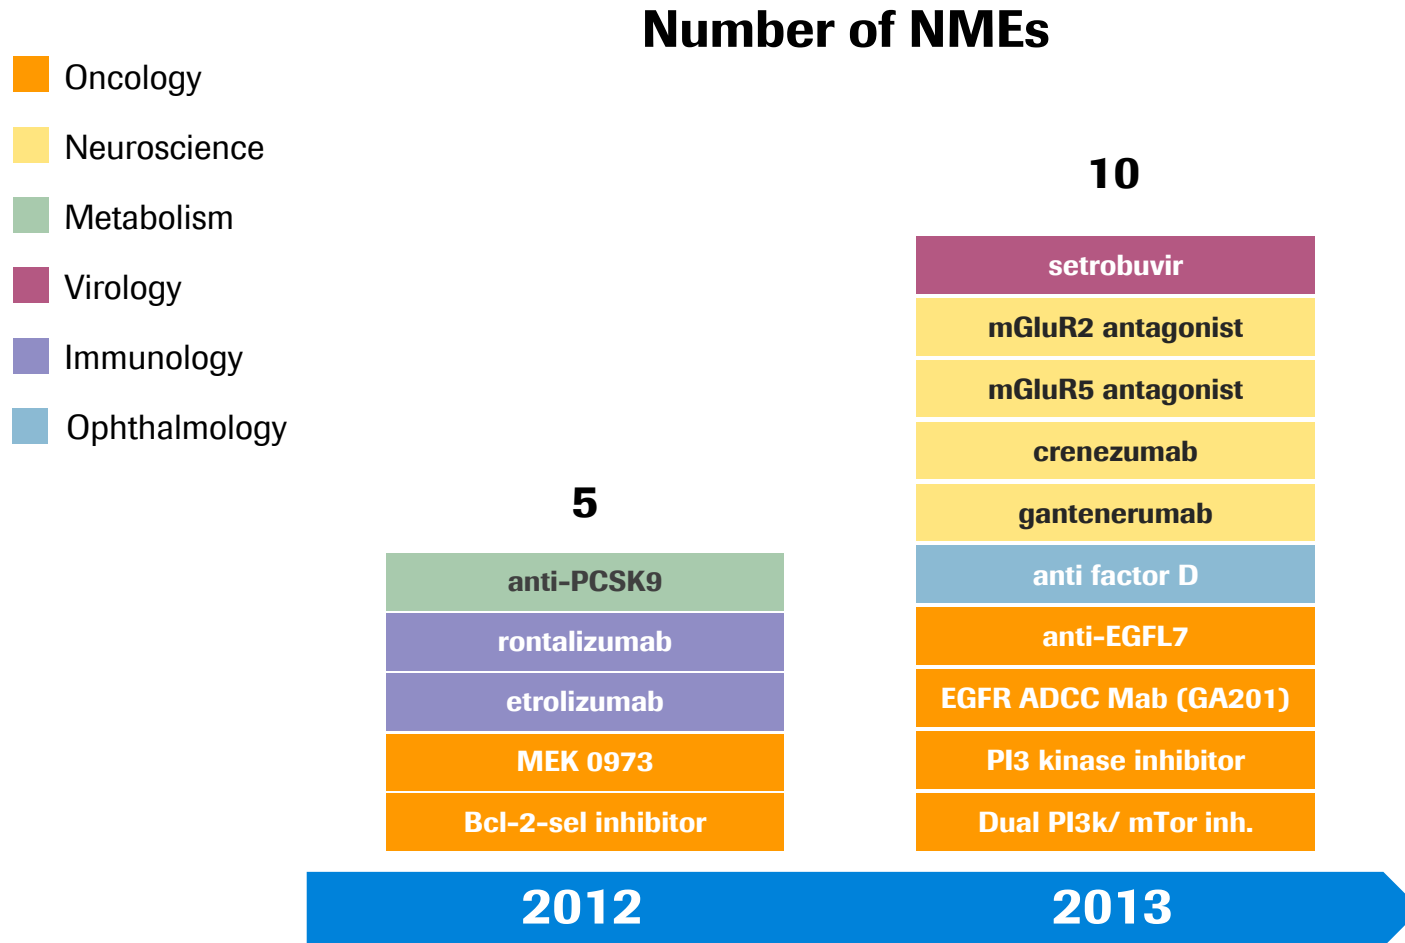 Number of NMEs
Oncology
Neuroscience
Metabolism
Virology
Immunology
Ophthalmology
5
anti-PCSK9
rontalizumab
etrolizumab
MEK 0973
Bcl-2-sel inhibitor
10
setrobuvir
mGluR2 antagonist
mGluR5 antagonist
crenezumab
gantenerumab
anti factor D
anti-EGFL7
EGFR ADCC Mab (GA201)
PI3 kinase inhibitor
Dual PI3k/ mTor inh.
2012
2013